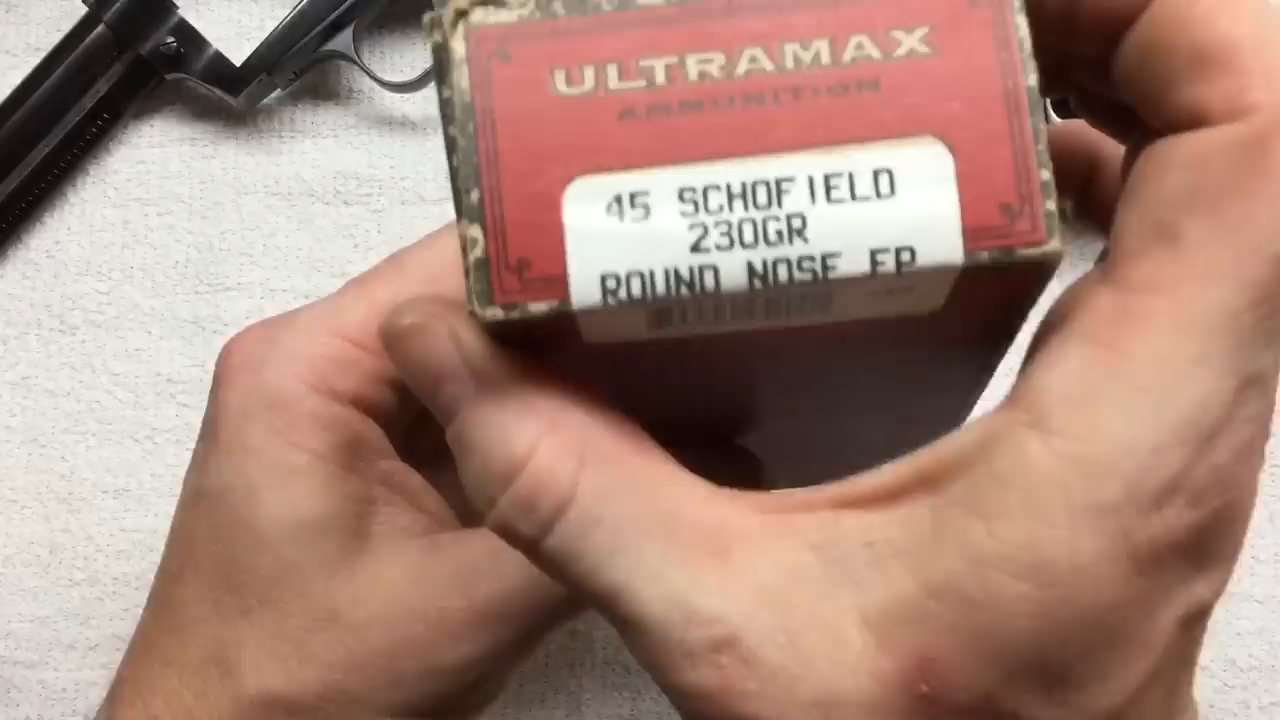 ULTRAMAX
AMMUNITION
45 SCHOFIELD
230GR
ROUND NOSE FP